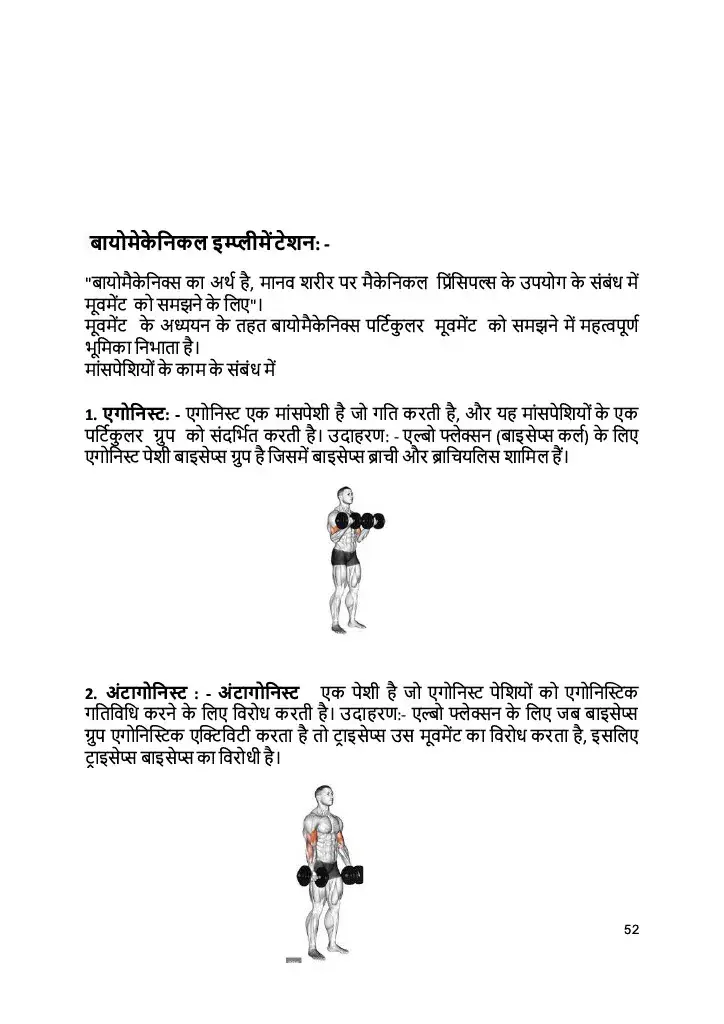 बायोमेकेनिकल इम्प्लीमेंटेशन: -
"बायोमैकेनिक्स का अर्थ है, मानव शरीर पर मैकेनिकल प्रिंसिपल्स के उपयोग के संबंध में
मूवमेंट को समझने के लिए"।
मूवमेंट के अध्ययन के तहत बायोमैकेनिक्स पर्टिकुलर मूवमेंट को समझने में महत्वपूर्ण
भूमिका निभाता है।
मांसपेशियों के काम के संबंध में
1. एगोनिस्ट: - एगोनिस्ट एक मांसपेशी है जो गति करती है, और यह मांसपेशियों के एक
पर्टिकुलर ग्रुप को संदर्भित करती है। उदाहरण: - एल्बो फ्लेक्सन (बाइसेप्स कर्ल) के लिए
एगोनिस्ट पेशी बाइसेप्स ग्रुप है जिसमें बाइसेप्स ब्राची और ब्राचियलिस शामिल हैं।
2. अंटागोनिस्ट : - अंटागोनिस्ट एक पेशी है जो एगोनिस्ट पेशियों को एगोनिस्टिक
गतिविधि करने के लिए विरोध करती है। उदाहरण:- एल्बो फ्लेक्सन के लिए जब बाइसेप्स
ग्रुप एगोनिस्टिक एक्टिविटी करता है तो ट्राइसेप्स उस मूवमेंट का विरोध करता है, इसलिए
ट्राइसेप्स बाइसेप्स का विरोधी है।
52